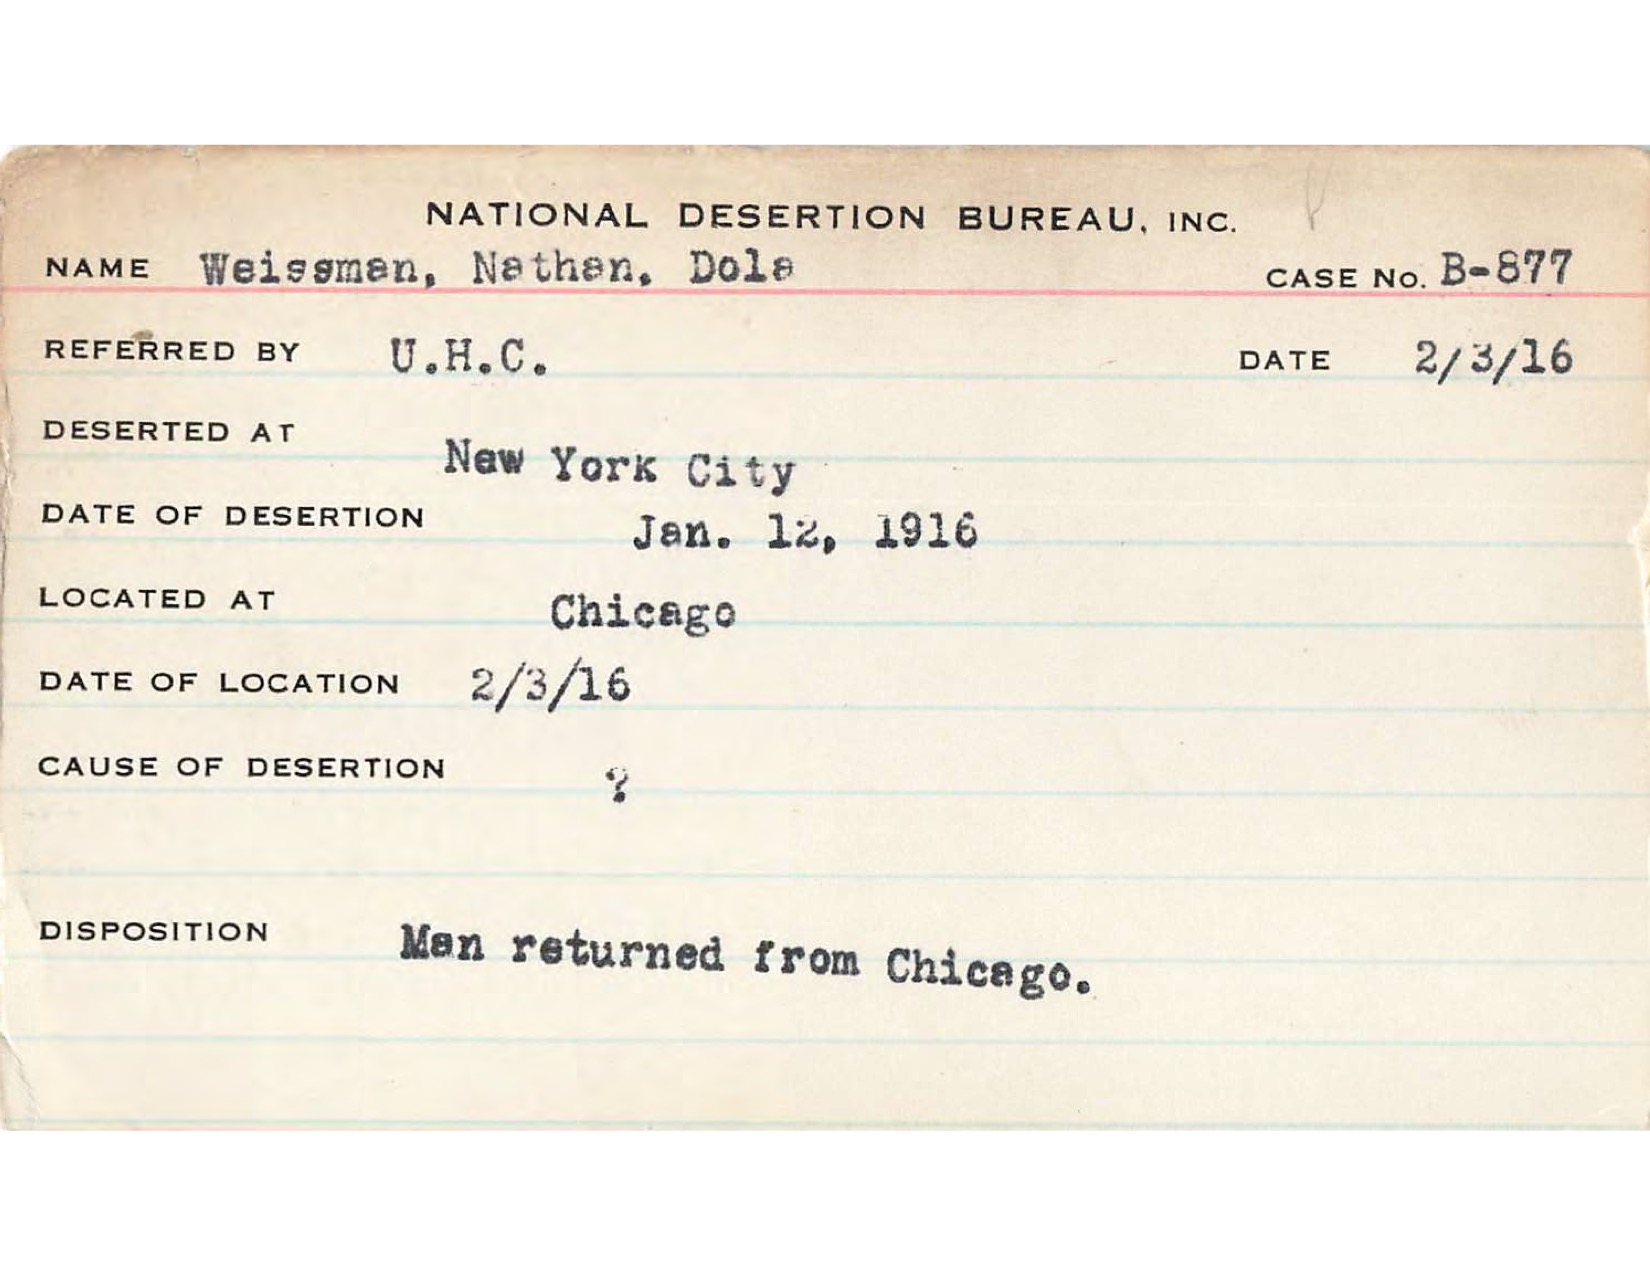 NATIONAL DESERTION BUREAU, INC.
NAME Weissman, Nathan, Dola CASE No. B-877
REFERRED BY U.H.C. DATE 2/3/16
DESERTED AT New York City
DATE OF DESERTION Jan. 12, 1916
LOCATED AT Chicago
DATE OF LOCATION 2/3/16
CAUSE OF DESERTION ?
DISPOSITION Man returned from Chicago.